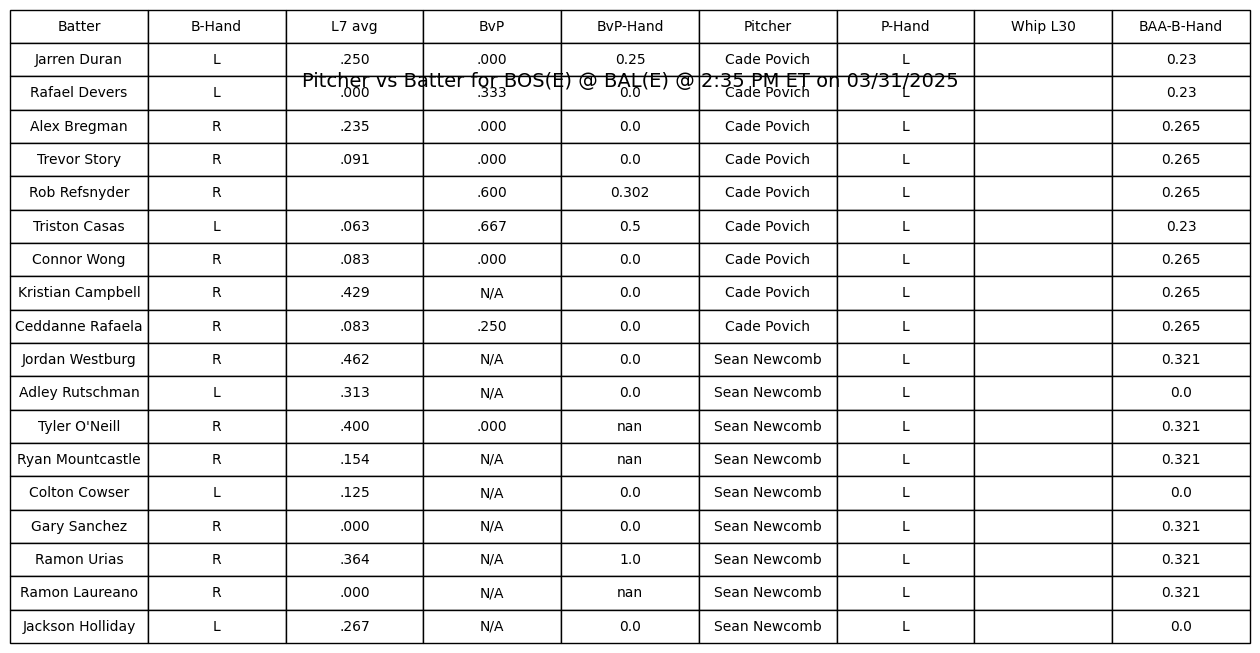 Batter B-Hand L7 avg BvP BvP-Hand Pitcher P-Hand Whip L30 BAA-B-Hand
Jarren Duran L .250 .000 0.25 Cade Povich L 0.23
Pitcher vs Batter for BOS(E) @ BAL(E) @ 2:35 PM ET on 03/31/2025
Rafael Devers L .000 .333 0.0 Cade Povich L 0.23
Alex Bregman R .235 .000 0.0 Cade Povich L 0.265
Trevor Story R .091 .000 0.0 Cade Povich L 0.265
Rob Refsnyder R .600 0.302 Cade Povich L 0.265
Triston Casas L .063 .667 0.5 Cade Povich L 0.23
Connor Wong R .083 .000 0.0 Cade Povich L 0.265
Kristian Campbell R .429 N/A 0.0 Cade Povich L 0.265
Ceddanne Rafaela R .083 .250 0.0 Cade Povich L 0.265
Jordan Westburg R .462 N/A 0.0 Sean Newcomb L 0.321
Adley Rutschman L .313 N/A 0.0 Sean Newcomb L 0.0
Tyler O'Neill R .400 .000 nan Sean Newcomb L 0.321
Ryan Mountcastle R .154 N/A nan Sean Newcomb L 0.321
Colton Cowser L .125 N/A 0.0 Sean Newcomb L 0.0
Gary Sanchez R .000 N/A 0.0 Sean Newcomb L 0.321
Ramon Urias R .364 N/A 1.0 Sean Newcomb L 0.321
Ramon Laureano R .000 N/A nan Sean Newcomb L 0.321
Jackson Holliday L .267 N/A 0.0 Sean Newcomb L 0.0